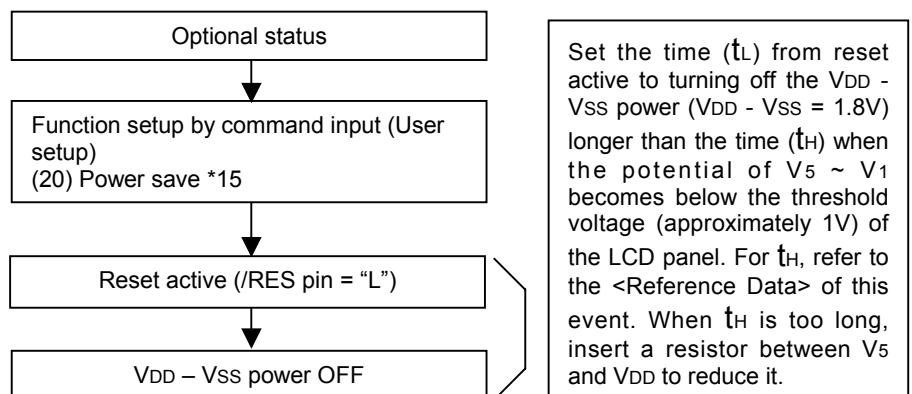 Optional status
Function setup by command input (User
setup)
(20) Power save *15
Reset active (/RES pin = “L”)
VDD – VSS power OFF
Set the time (tL) from reset
active to turning off the VDD -
VSS power (VDD - VSS = 1.8V)
longer than the time (tH) when
the potential of V5 ~ V1
becomes below the threshold
voltage (approximately 1V) of
the LCD panel. For tH, refer to
the <Reference Data> of this
event. When tH is too long,
insert a resistor between V5
and VDD to reduce it.